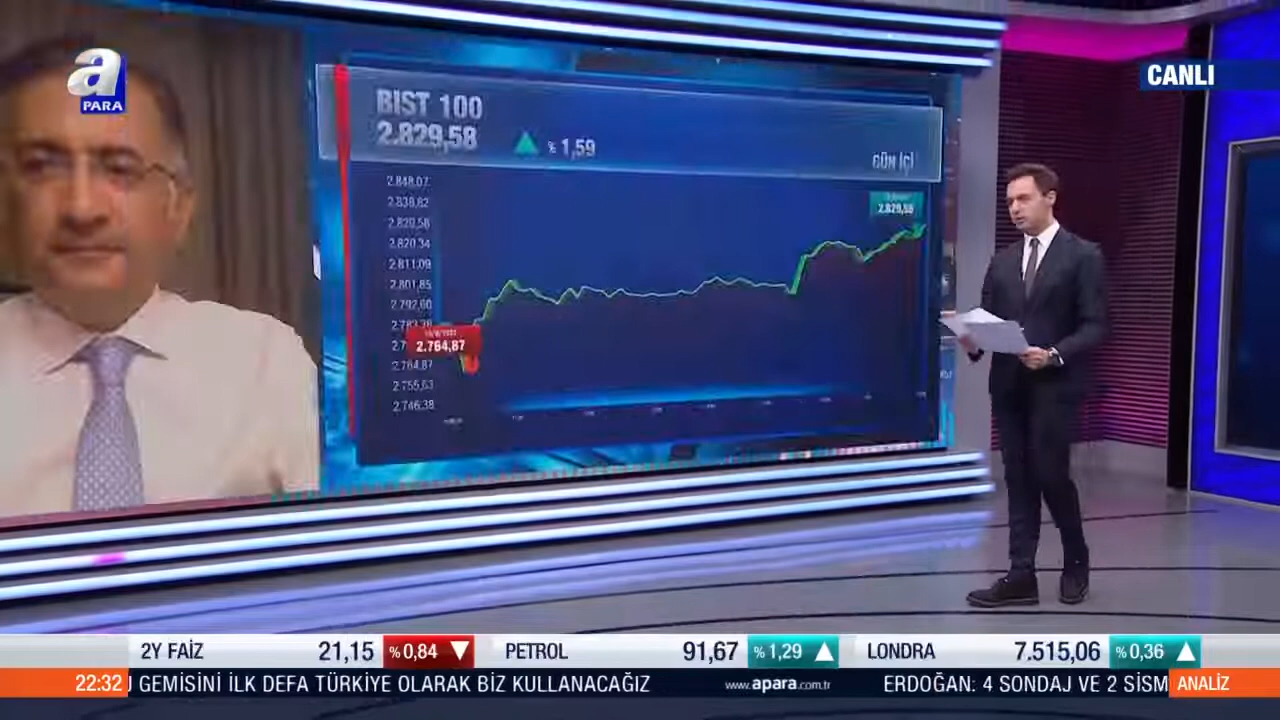 a
PARA
CANLI
BIST 100
2.829,58
% 1,59
GÜN İÇİ
2.848,07
2.838,82
2.829,58
2.820,34
2.811,09
2.801,85
2.792,60
2.764,87
2.764,87
2.755,63
2.746,38
2.829,58
2Y FAİZ 21,15 % 0,84 PETROL 91,67 % 1,29 LONDRA 7.515,06 % 0,36
22:32 GEMİSİNİ İLK DEFA TÜRKİYE OLARAK BİZ KULLANACAĞIZ www.apara.com.tr ERDOĞAN: 4 SONDAJ VE 2 SİSM ANALİZ